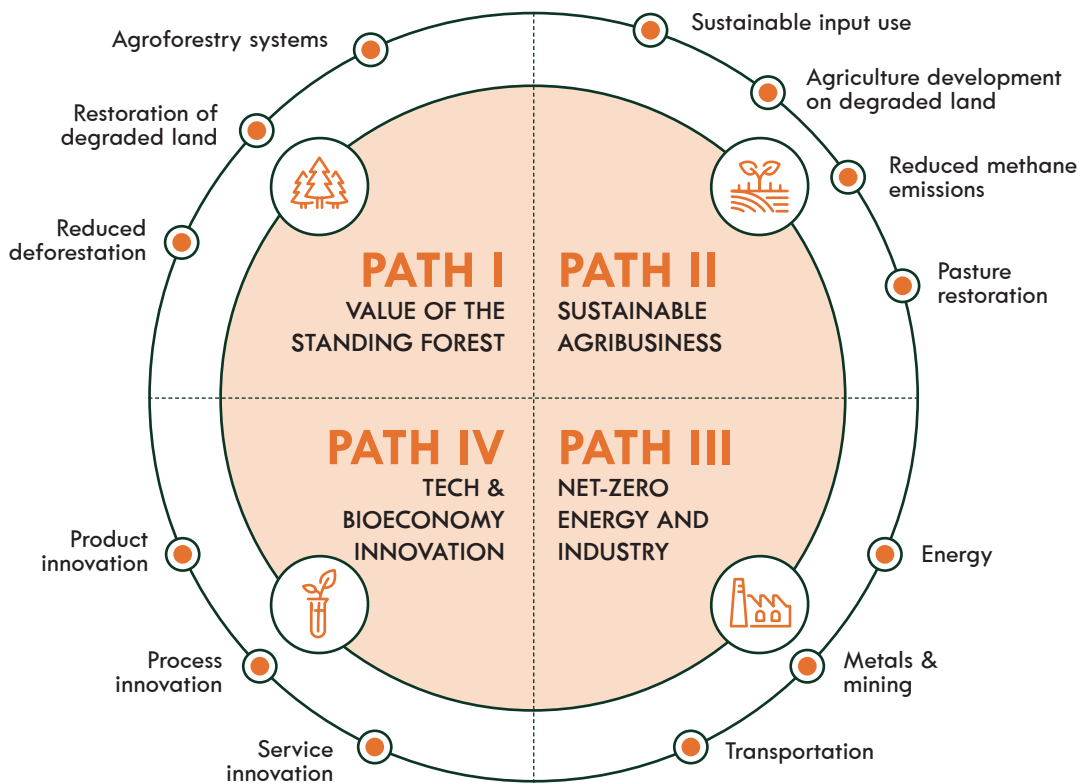 Agroforestry systems
Restoration of
degraded land
Reduced
deforestation
PATH I
VALUE OF THE
STANDING FOREST
Sustainable input use
Agriculture development
on degraded land
Reduced methane
emissions
Pasture
restoration
PATH II
SUSTAINABLE
AGRIBUSINESS
PATH IV
TECH &
BIOECONOMY
INNOVATION
Product
innovation
Process
innovation
Service
innovation
PATH III
NET-ZERO
ENERGY AND
INDUSTRY
Energy
Metals &
mining
Transportation